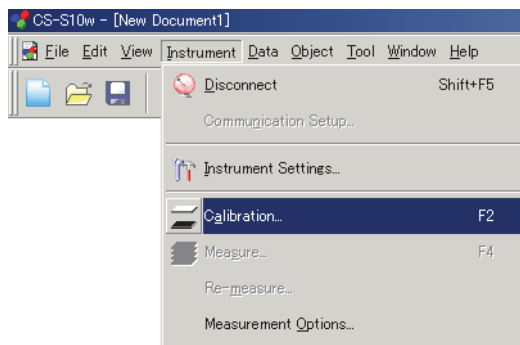 CS-S10w - [New Document1]
File Edit View Instrument Data Object Tool Window Help
Disconnect Shift+F5
Communication Setup...
Instrument Settings...
Calibration... F2
Measure... F4
Re-measure...
Measurement Options...